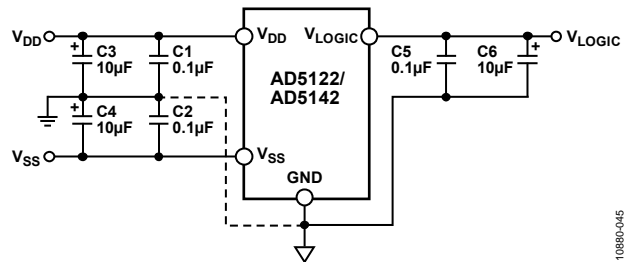 VDD
+
C3
10µF
C1
0.1µF
VDD
VLOGIC
C5
0.1µF
C6
10µF
+
VLOGIC
AD5122/
AD5142
+
C4
10µF
C2
0.1µF
VSS
VSS
GND
10880-045